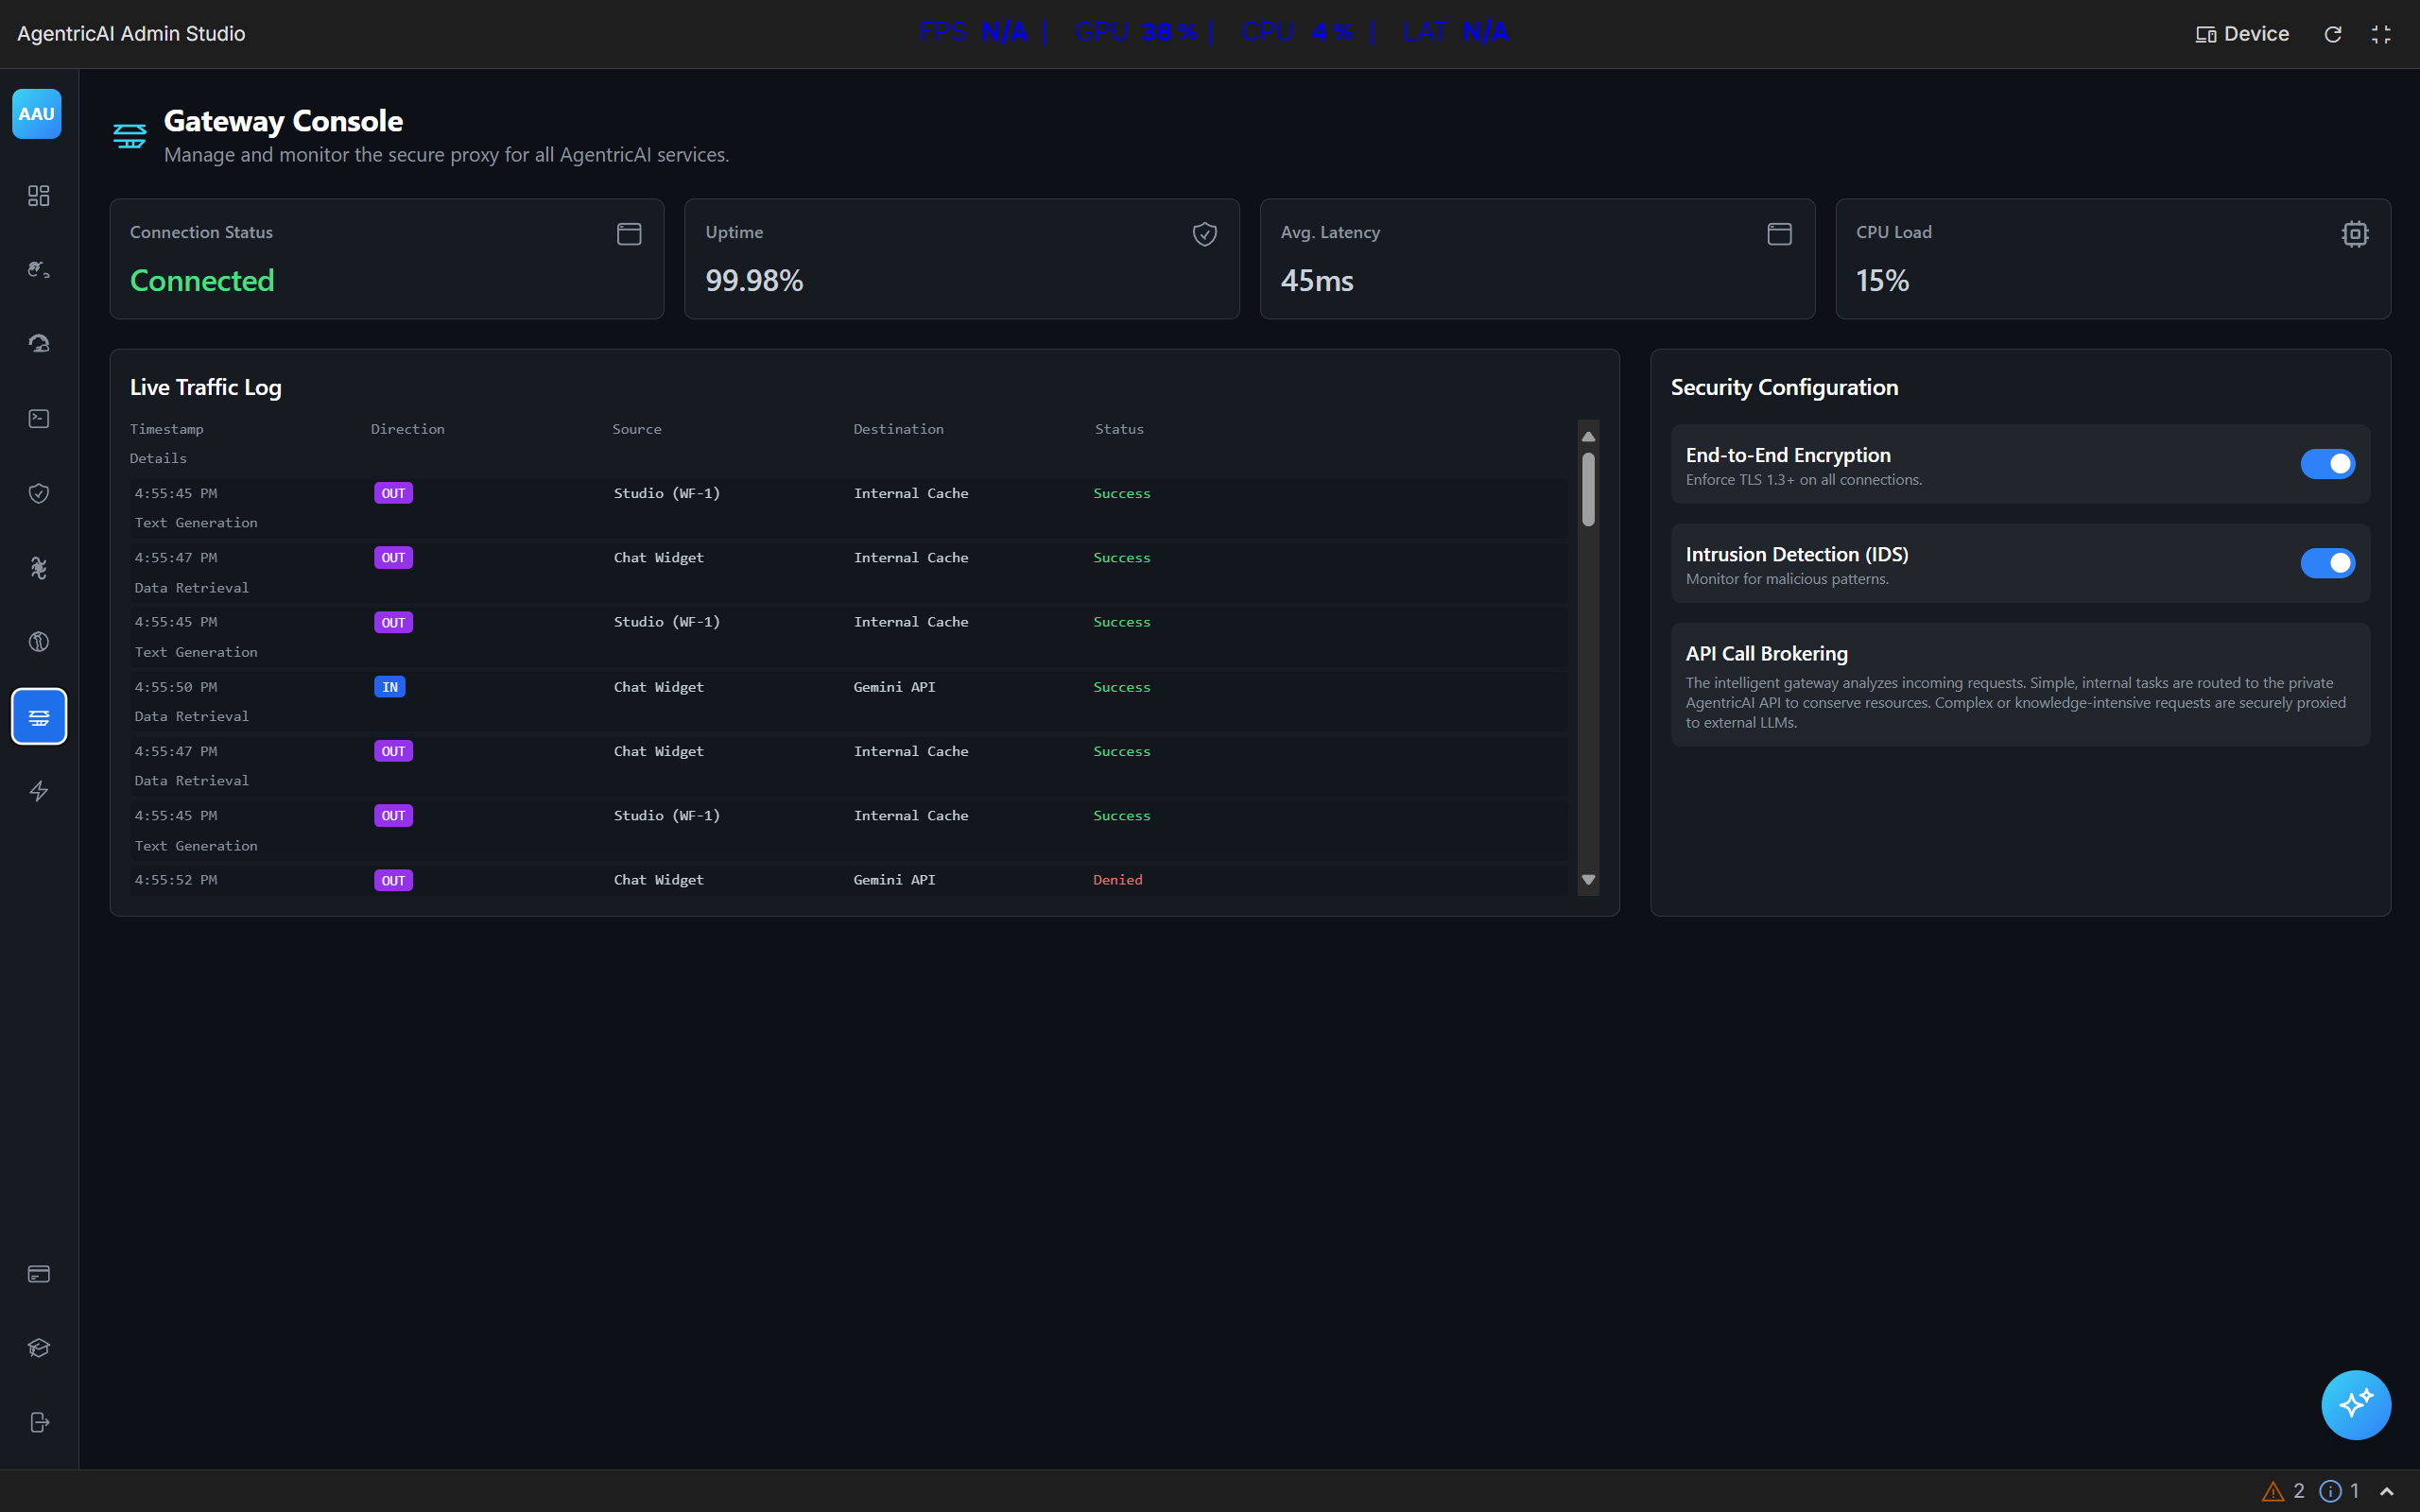 AgentricAI Admin Studio
FPS N/A | GPU 38 % | CPU 4 % | LAT N/A
Device
AAU
Gateway Console
Manage and monitor the secure proxy for all AgentricAI services.
Connection Status
Connected
Uptime
99.98%
Avg. Latency
45ms
CPU Load
15%
Live Traffic Log
Timestamp Direction Source Destination Status
Details
4:55:45 PM OUT Studio (WF-1) Internal Cache Success
Text Generation
4:55:47 PM OUT Chat Widget Internal Cache Success
Data Retrieval
4:55:45 PM OUT Studio (WF-1) Internal Cache Success
Text Generation
4:55:50 PM IN Chat Widget Gemini API Success
Data Retrieval
4:55:47 PM OUT Chat Widget Internal Cache Success
Data Retrieval
4:55:45 PM OUT Studio (WF-1) Internal Cache Success
Text Generation
4:55:52 PM OUT Chat Widget Gemini API Denied
Security Configuration
End-to-End Encryption
Enforce TLS 1.3+ on all connections.
Intrusion Detection (IDS)
Monitor for malicious patterns.
API Call Brokering
The intelligent gateway analyzes incoming requests. Simple, internal tasks are routed to the private
AgentricAI API to conserve resources. Complex or knowledge-intensive requests are securely proxied
to external LLMs.
2 1